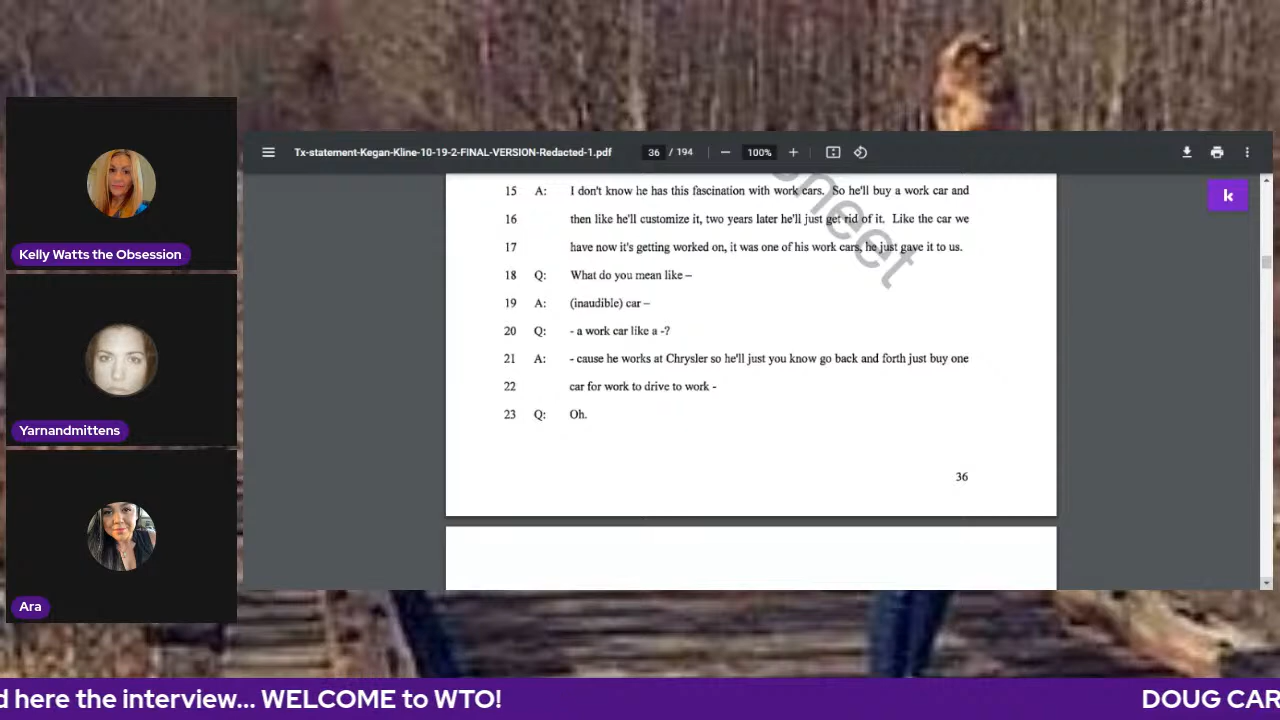 Tx-statement-Kegan-Kline-10-19-2-FINAL-VERSION-Redacted-1.pdf 36 / 194 100%
k
15 A: I don't know he has this fascination with work cars. So he'll buy a work car and
16 then like he'll customize it, two years later he'll just get rid of it. Like the car we
17 have now it's getting worked on, it was one of his work cars, he just gave it to us.
18 Q: What do you mean like –
19 A: (inaudible) car –
20 Q: - a work car like a -?
21 A: - cause he works at Chrysler so he'll just you know go back and forth just buy one
22 car for work to drive to work -
23 Q: Oh.
36
Kelly Watts the Obsession
Yarnandmittens
Ara
d here the interview... WELCOME to WTO! DOUG CAR